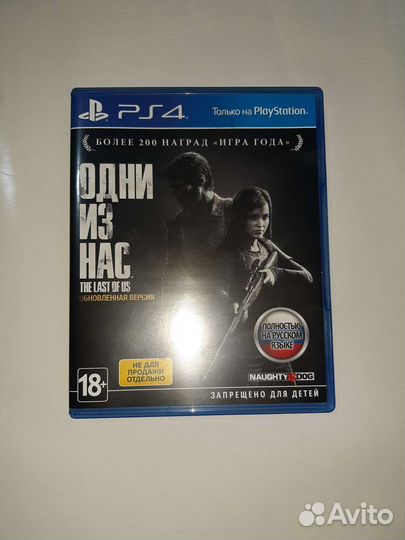 PS4
Только на PlayStation.
БОЛЕЕ 200 НАГРАД «ИГРА ГОДА»
ОДНИ
ИЗ
НАС
THE LAST OF US
ОБНОВЛЕННАЯ ВЕРСИЯ
ПОЛНОСТЬЮ
НА РУССКОМ
ЯЗЫКЕ
НЕ ДЛЯ
ПРОДАЖИ
ОТДЕЛЬНО
18+
NAUGHTY DOG
ЗАПРЕЩЕНО ДЛЯ ДЕТЕЙ
Avito